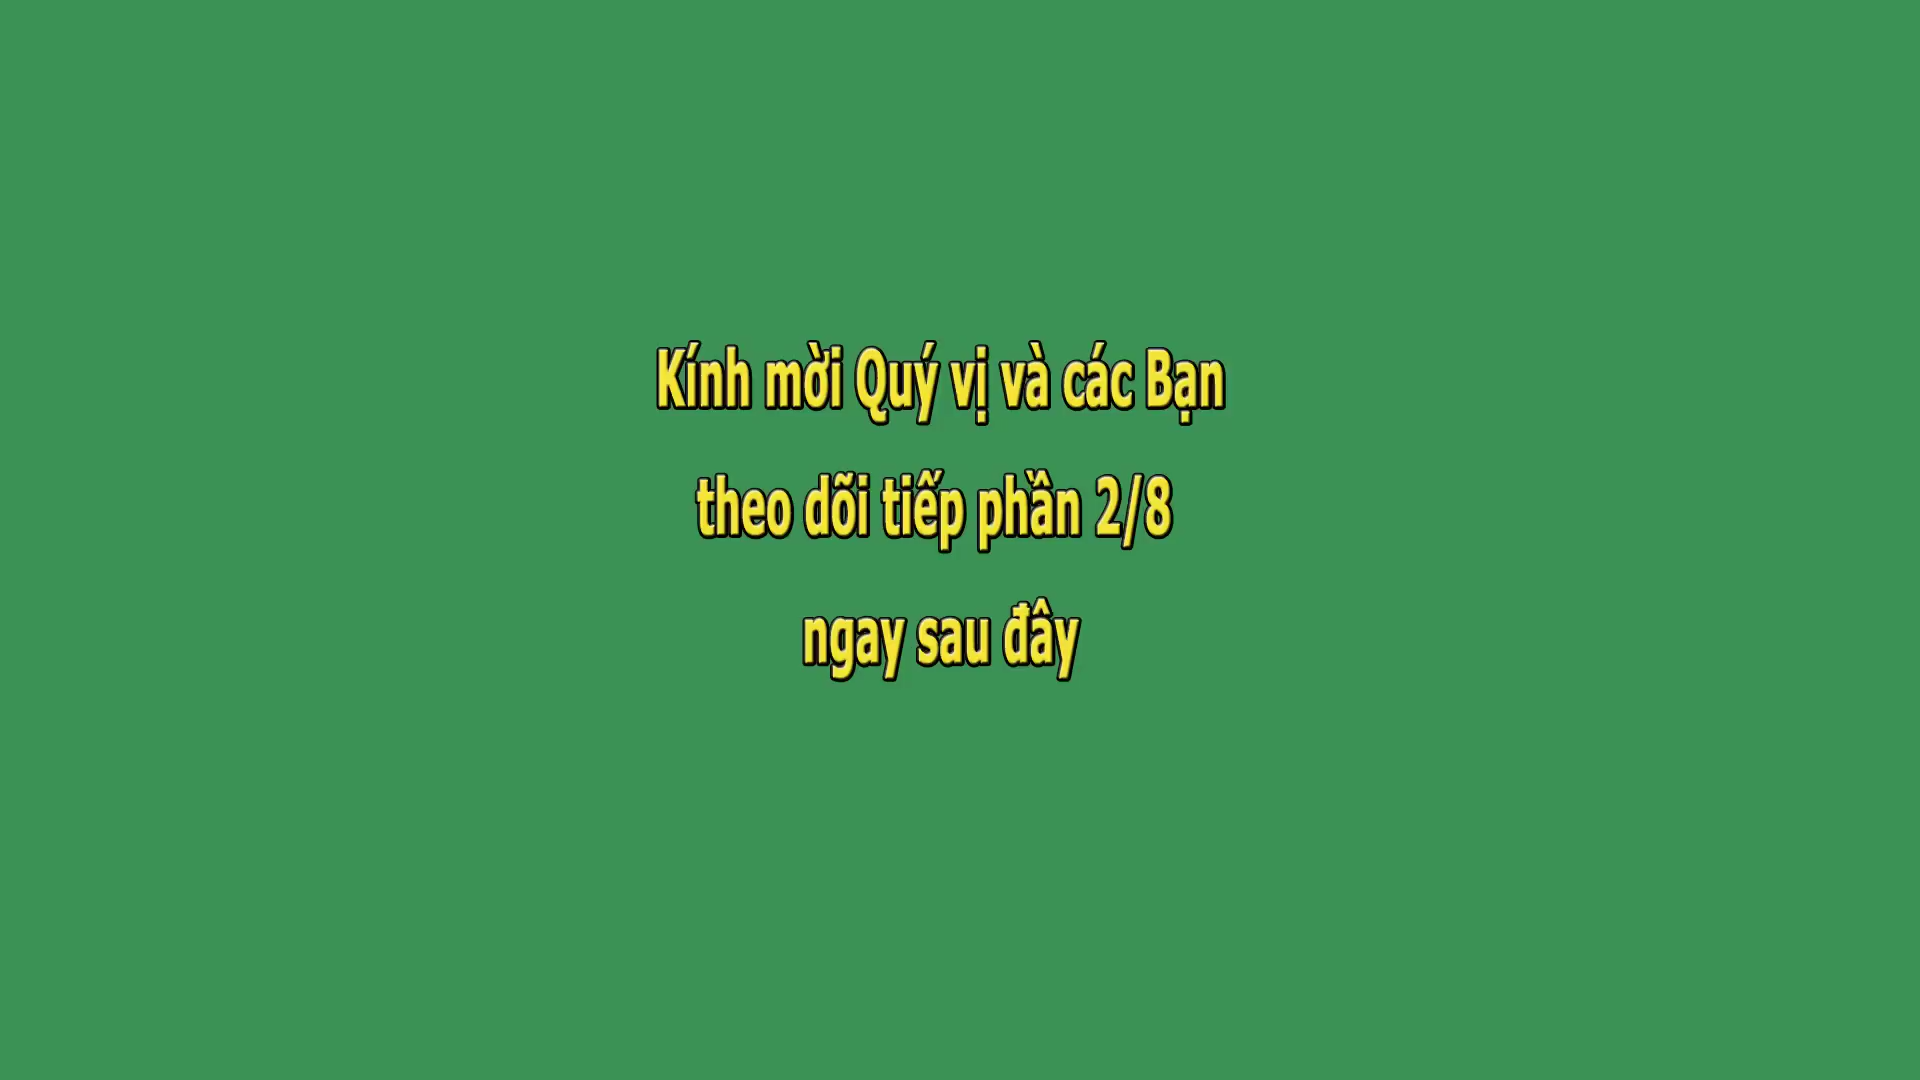 Kính mời Quý vị và các Bạn
theo dõi tiếp phần 2/8
ngay sau đây